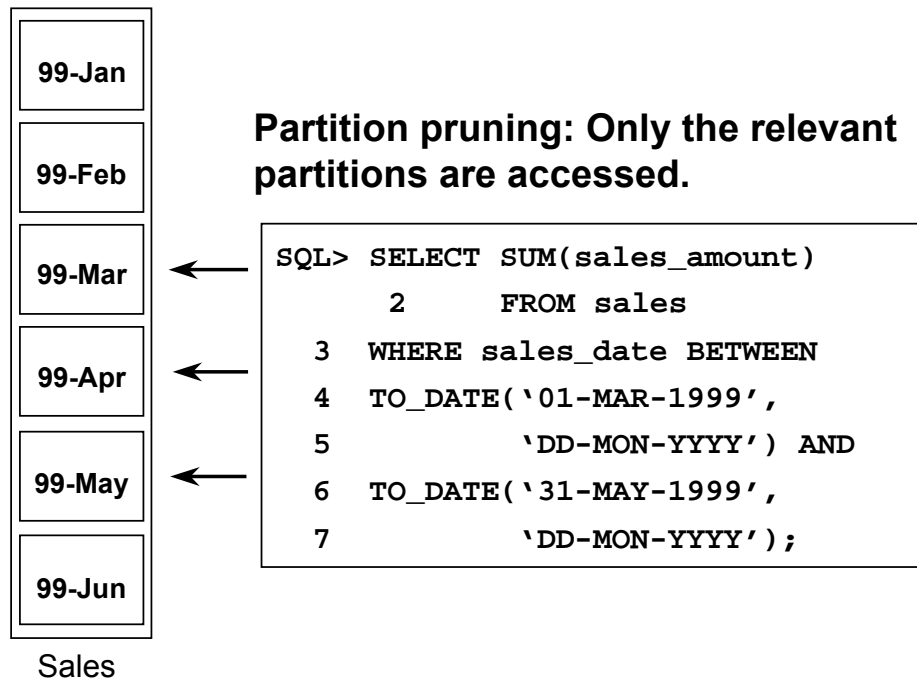 99-Jan
99-Feb
99-Mar
99-Apr
99-May
99-Jun
Sales
Partition pruning: Only the relevant
partitions are accessed.
SQL> SELECT SUM(sales_amount)
2 FROM sales
3 WHERE sales_date BETWEEN
4 TO_DATE(‘01-MAR-1999’,
5 ‘DD-MON-YYYY’) AND
6 TO_DATE(‘31-MAY-1999’,
7 ‘DD-MON-YYYY’);